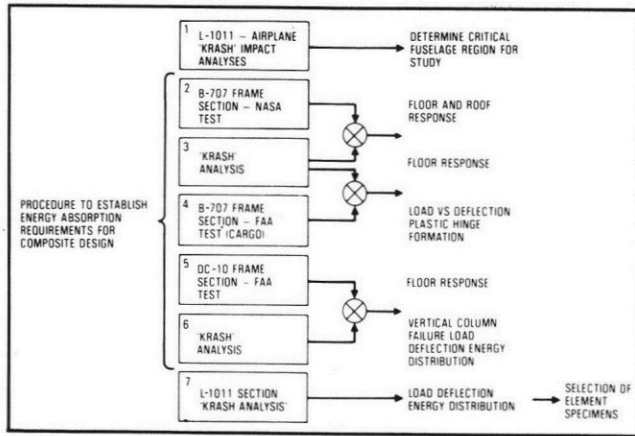 1
L-1011 – AIRPLANE
'KRASH' IMPACT
ANALYSES
DETERMINE CRITICAL
FUSELAGE REGION FOR
STUDY
2
B-707 FRAME
SECTION – NASA
TEST
FLOOR AND ROOF
RESPONSE
3
'KRASH'
ANALYSIS
FLOOR RESPONSE
PROCEDURE TO ESTABLISH
ENERGY ABSORPTION
REQUIREMENTS FOR
COMPOSITE DESIGN
4
B-707 FRAME
SECTION – FAA
TEST (CARGO)
LOAD VS DEFLECTION
PLASTIC HINGE
FORMATION
5
DC-10 FRAME
SECTION – FAA
TEST
FLOOR RESPONSE
6
'KRASH'
ANALYSIS
VERTICAL COLUMN
FAILURE LOAD
DEFLECTION ENERGY
DISTRIBUTION
7
L-1011 SECTION
'KRASH ANALYSIS'
LOAD DEFLECTION
ENERGY DISTRIBUTION
SELECTION OF
ELEMENT
SPECIMENS